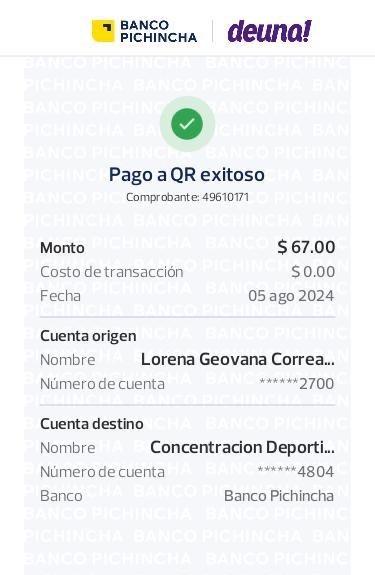 BANCO PICHINCHA | deuna!
Pago a QR exitoso
Comprobante: 49610171
Monto $ 67.00
Costo de transacción $ 0.00
Fecha 05 ago 2024
Cuenta origen
Nombre Lorena Geovana Correa...
Número de cuenta ******2700
Cuenta destino
Nombre Concentracion Deporti...
Número de cuenta ******4804
Banco Banco Pichincha